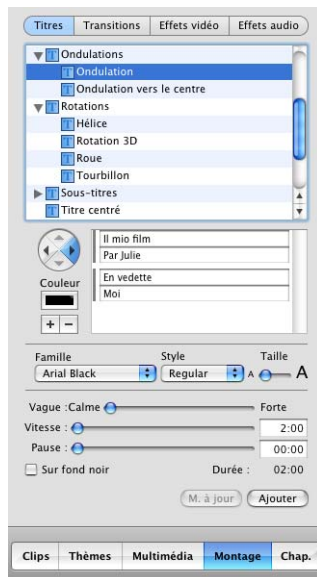 Titres Transitions Effets vidéo Effets audio
Ondulations
Ondulation
Ondulation vers le centre
Rotations
Hélice
Rotation 3D
Roue
Tourbillon
Sous-titres
Titre centré
Il mio film
Par Julie
En vedette
Moi
Couleur
+ −
Famille Style Taille
Arial Black Regular A A
Vague :Calme Forte
Vitesse : 2:00
Pause : 00:00
Sur fond noir Durée : 02:00
M. à jour Ajouter
Clips Thèmes Multimédia Montage Chap.